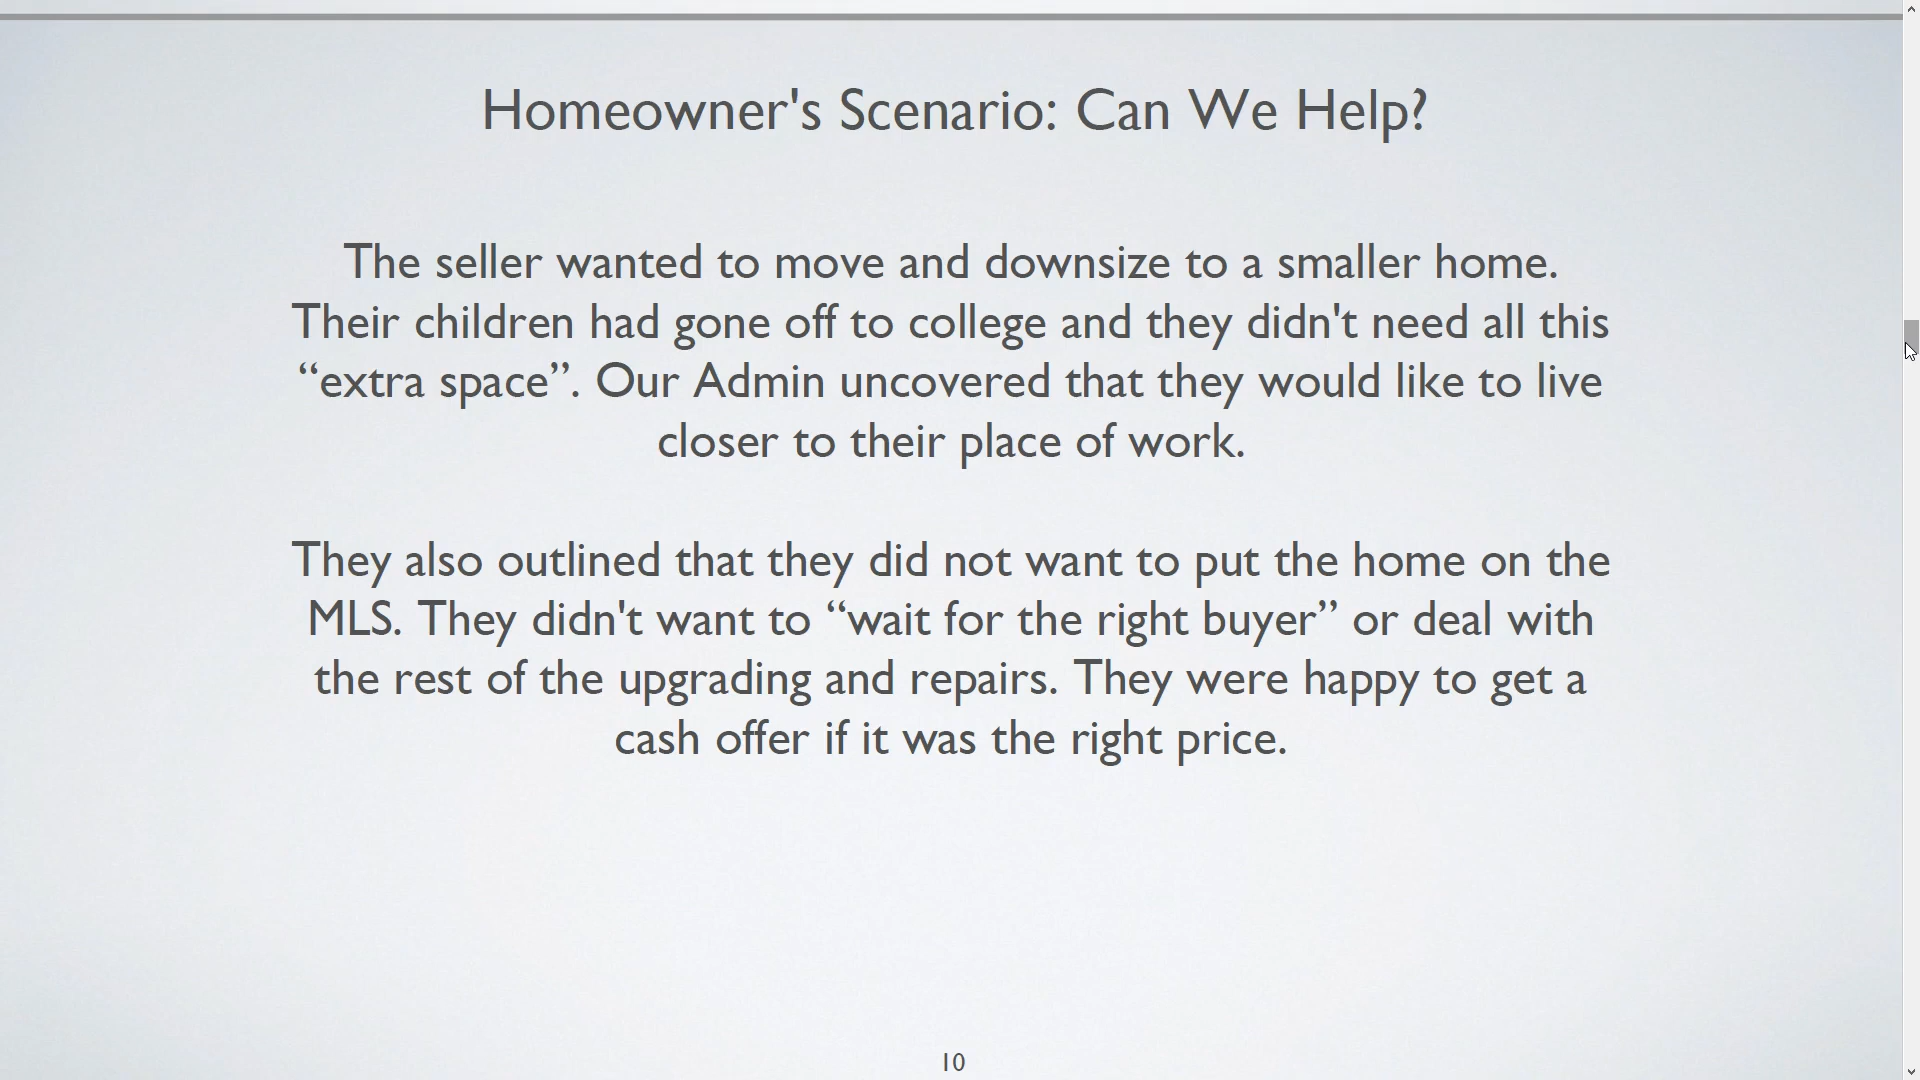 Homeowner's Scenario: Can We Help?
The seller wanted to move and downsize to a smaller home.
Their children had gone off to college and they didn't need all this
“extra space”. Our Admin uncovered that they would like to live
closer to their place of work.
They also outlined that they did not want to put the home on the
MLS. They didn't want to “wait for the right buyer” or deal with
the rest of the upgrading and repairs. They were happy to get a
cash offer if it was the right price.
10